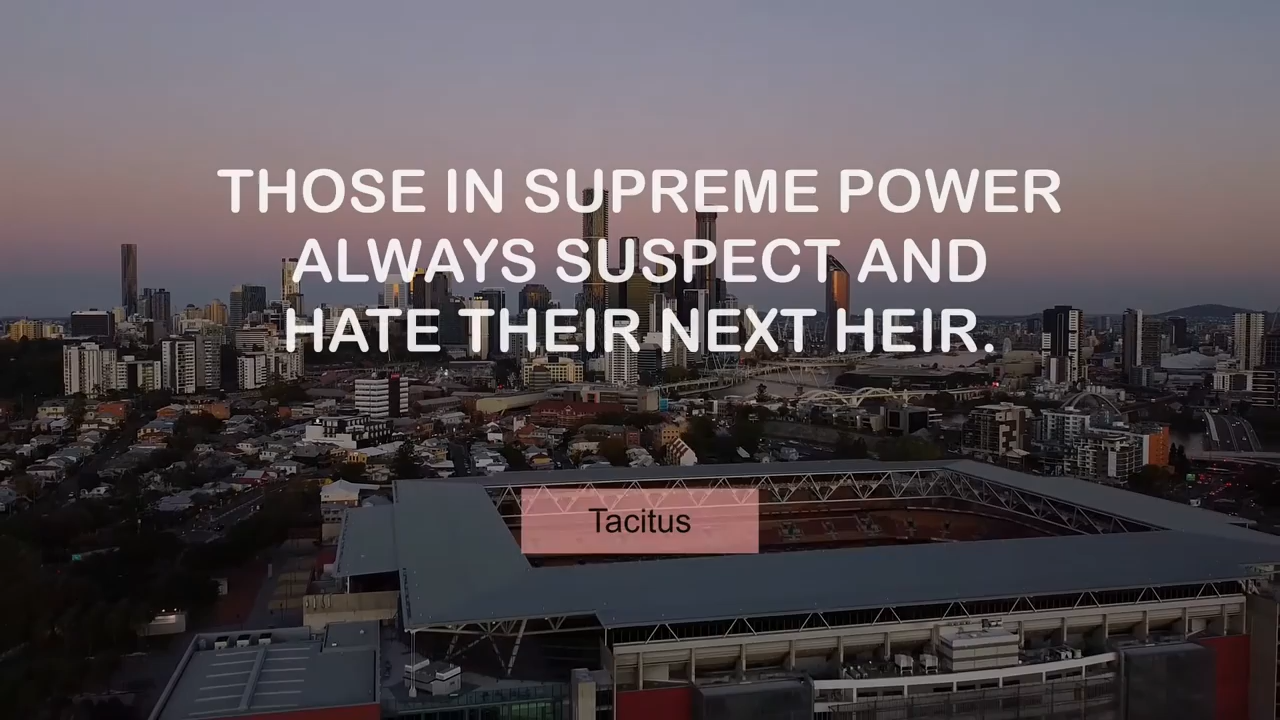 THOSE IN SUPREME POWER
ALWAYS SUSPECT AND
HATE THEIR NEXT HEIR.
Tacitus